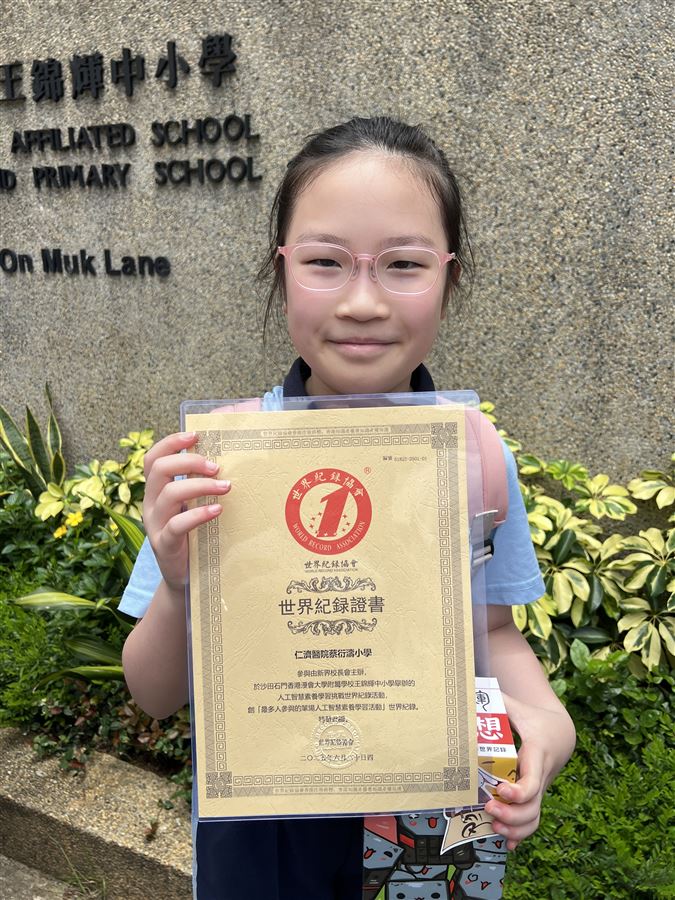 王錦輝中小學
AFFILIATED SCHOOL
PRIMARY SCHOOL
On Muk Lane
世界紀錄協會
1
®
WORLD RECORD ASSOCIATION
世界紀錄協會
WORLD RECORD ASSOCIATION
世界紀錄證書
仁濟醫院蔡衍濤小學
參與由新界校長會主辦,
於沙田石門香港浸會大學附屬學校王錦輝中小學舉辦的
人工智慧素養學習挑戰世界紀錄活動,
創「最多人參與的單場人工智慧素養學習活動」世界紀錄。
特發此證。
世界紀錄協會
想
世界紀錄